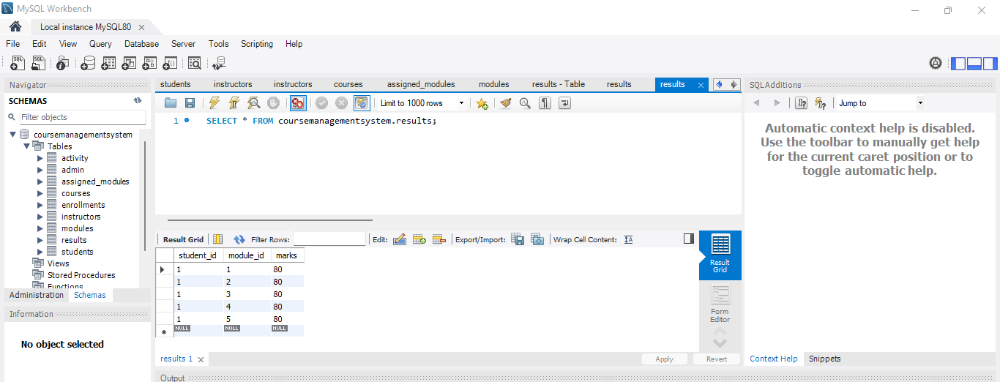 MySQL Workbench
Local instance MySQL80
File Edit View Query Database Server Tools Scripting Help
Navigator
SCHEMAS
Filter objects
coursemanagementsystem
Tables
activity
admin
assigned_modules
courses
enrollments
instructors
modules
results
students
Views
Stored Procedures
Functions
Administration Schemas
Information
No object selected
students instructors instructors courses assigned_modules modules results - Table results results
Limit to 1000 rows
1 SELECT * FROM coursemanagementsystem.results;
Result Grid Filter Rows: Edit: Export/Import: Wrap Cell Content:
student_id module_id marks
1 1 80
1 2 80
1 3 80
1 4 80
1 5 80
NULL NULL NULL
Result
Grid
Form
Editor
results 1
Apply Revert
Output
SQLAdditions
Jump to
Automatic context help is disabled.
Use the toolbar to manually get help
for the current caret position or to
toggle automatic help.
Context Help Snippets